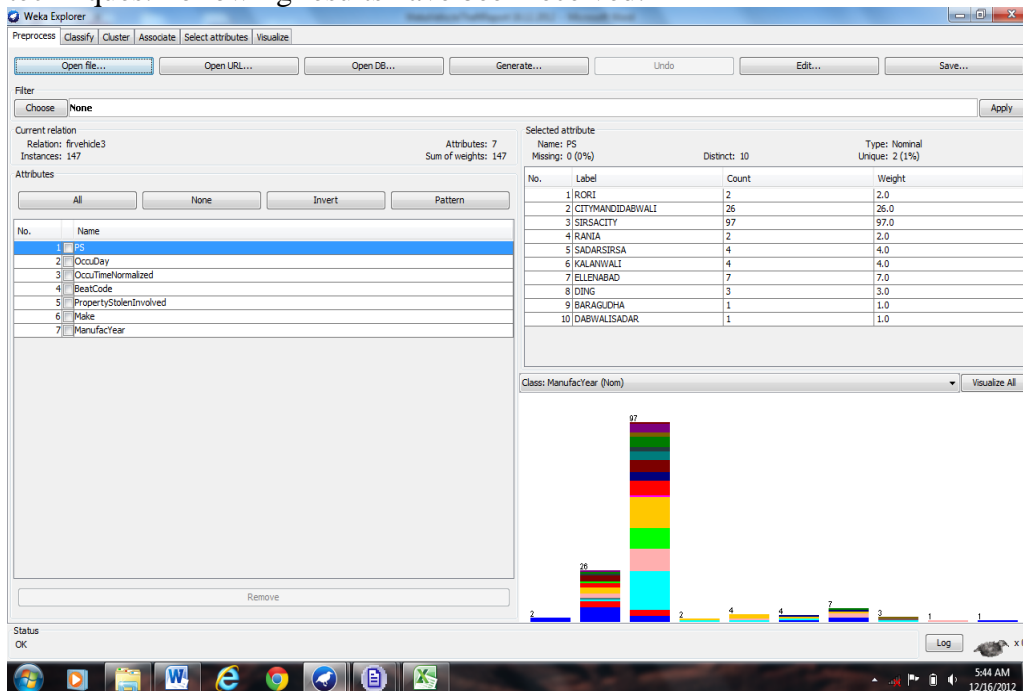 Weka Explorer
Preprocess Classify Cluster Associate Select attributes Visualize
Open file... Open URL... Open DB... Generate... Undo Edit... Save...
Filter
Choose None Apply
Current relation
Relation: firvehicle3 Attributes: 7
Instances: 147 Sum of weights: 147
Attributes
All None Invert Pattern
No. Name
1 PS
2 OccuDay
3 OccuTimeNormalized
4 BeatCode
5 PropertyStolenInvolved
6 Make
7 ManufacYear
Remove
Selected attribute
Name: PS Type: Nominal
Missing: 0 (0%) Distinct: 10 Unique: 2 (1%)
No. Label Count Weight
1 RORI 2 2.0
2 CITYMANDIDABWALI 26 26.0
3 SIRSACITY 97 97.0
4 RANIA 2 2.0
5 SADARSIRSA 4 4.0
6 KALANWALI 4 4.0
7 ELLENABAD 7 7.0
8 DING 3 3.0
9 BARAGUDHA 1 1.0
10 DABWALISADAR 1 1.0
Class: ManufacYear (Nom) Visualize All
2 26 97 2 4 4 7 3 1 1
Status
OK Log x
5:44 AM
12/16/2012